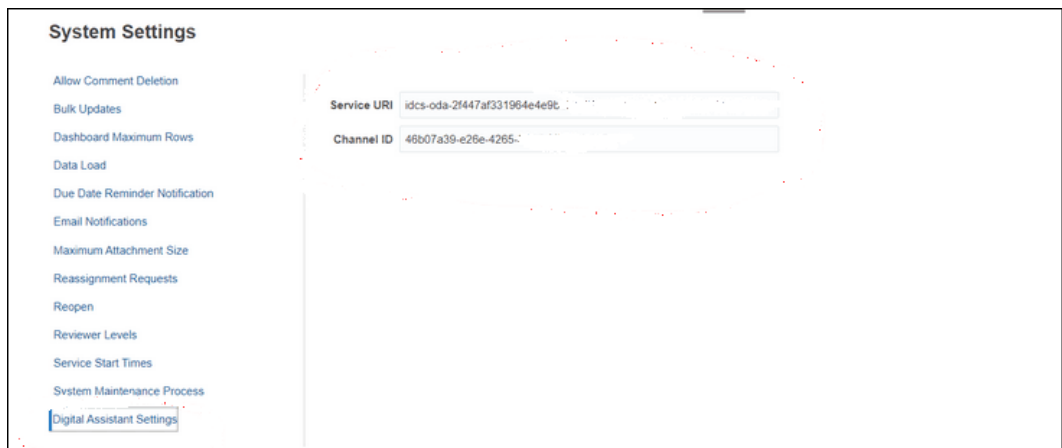 System Settings
Allow Comment Deletion
Bulk Updates
Dashboard Maximum Rows
Data Load
Due Date Reminder Notification
Email Notifications
Maximum Attachment Size
Reassignment Requests
Reopen
Reviewer Levels
Service Start Times
System Maintenance Process
Digital Assistant Settings
Service URI idcs-oda-2f447af331964e4e9b
Channel ID 46b07a39-e26e-4265-